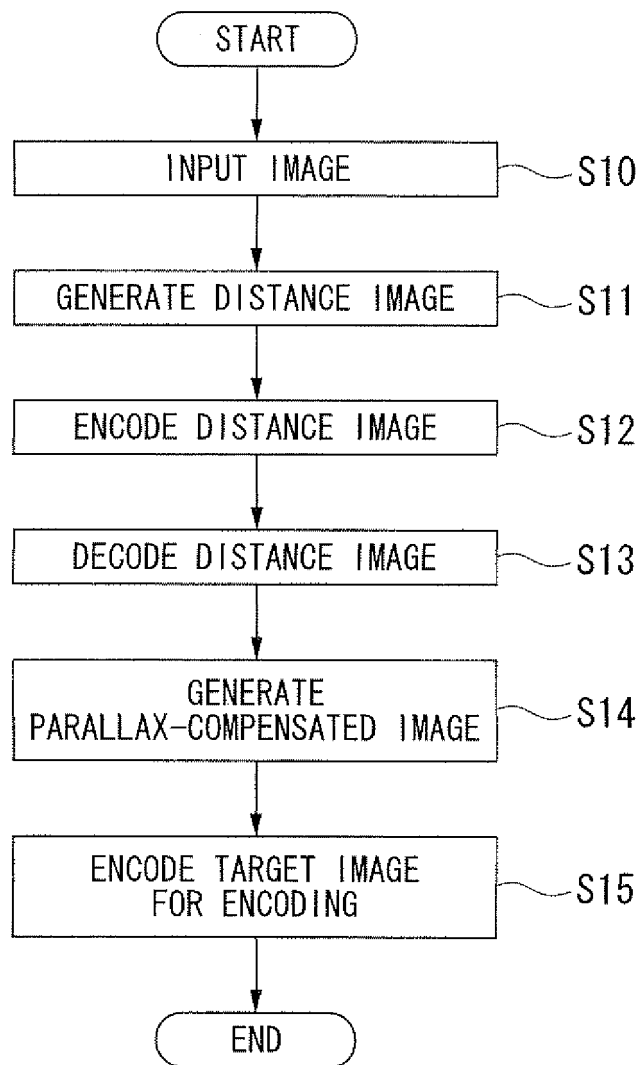 START
INPUT IMAGE
S10
GENERATE DISTANCE IMAGE
S11
ENCODE DISTANCE IMAGE
S12
DECODE DISTANCE IMAGE
S13
GENERATE
PARALLAX-COMPENSATED IMAGE
S14
ENCODE TARGET IMAGE
FOR ENCODING
S15
END